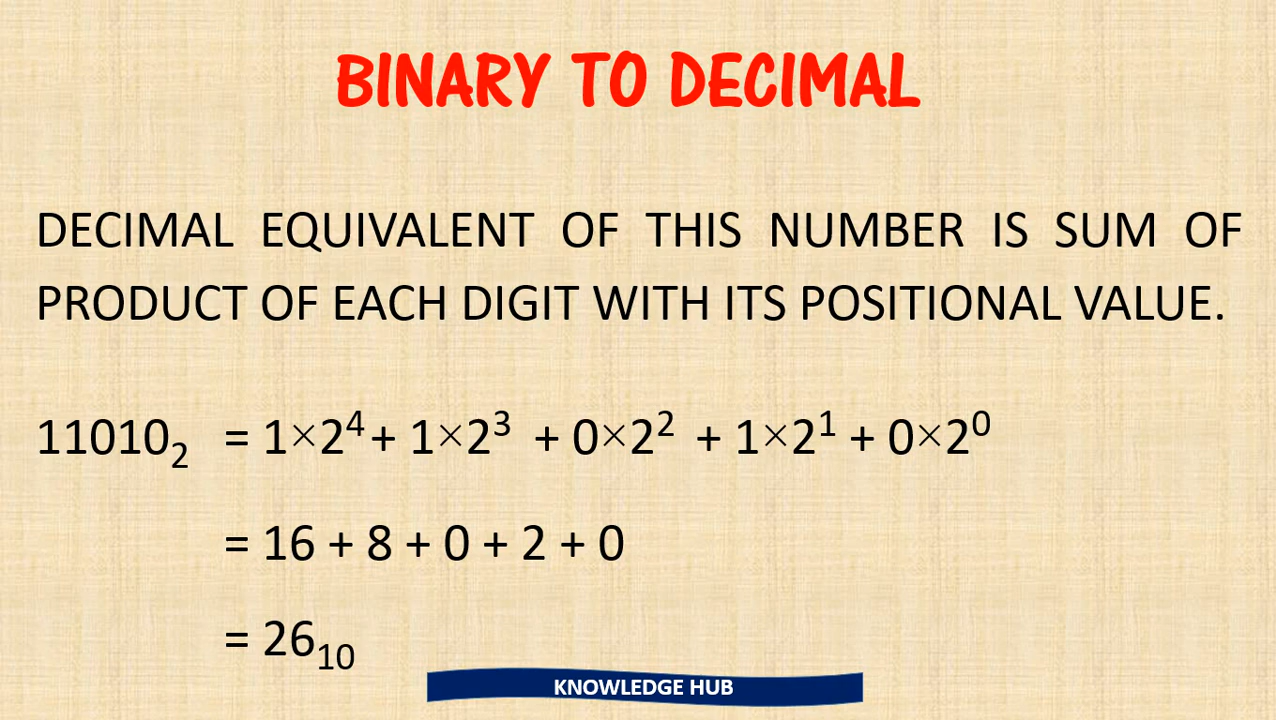 BINARY TO DECIMAL
DECIMAL EQUIVALENT OF THIS NUMBER IS SUM OF
PRODUCT OF EACH DIGIT WITH ITS POSITIONAL VALUE.
11010₂ = 1×2⁴ + 1×2³ + 0×2² + 1×2¹ + 0×2⁰
= 16 + 8 + 0 + 2 + 0
= 26₁₀
KNOWLEDGE HUB